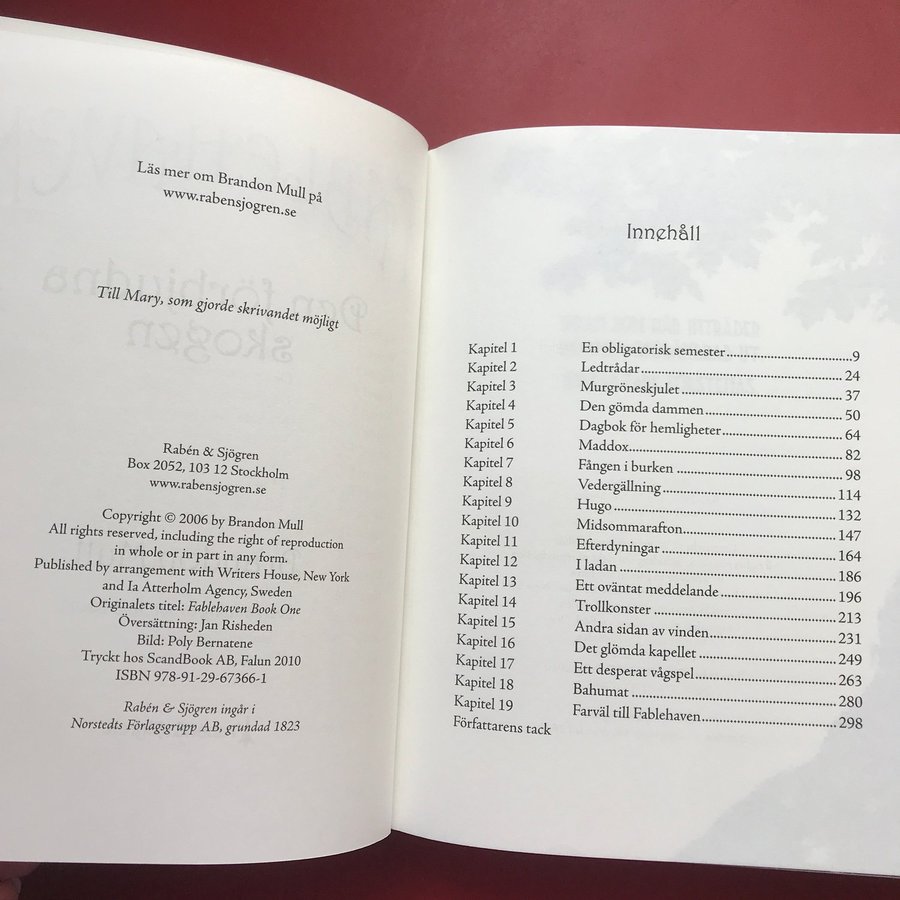 Läs mer om Brandon Mull på
www.rabensjogren.se
Till Mary, som gjorde skrivandet möjligt
Rabén & Sjögren
Box 2052, 103 12 Stockholm
www.rabensjogren.se
Copyright © 2006 by Brandon Mull
All rights reserved, including the right of reproduction
in whole or in part in any form.
Published by arrangement with Writers House, New York
and Ia Atterholm Agency, Sweden
Originalets titel: Fablehaven Book One
Översättning: Jan Risheden
Bild: Poly Bernatene
Tryckt hos ScandBook AB, Falun 2010
ISBN 978-91-29-67366-1
Rabén & Sjögren ingår i
Norstedts Förlagsgrupp AB, grundad 1823
Innehåll
Kapitel 1 En obligatorisk semester 9
Kapitel 2 Ledtrådar 24
Kapitel 3 Murgröneskjulet 37
Kapitel 4 Den gömda dammen 50
Kapitel 5 Dagbok för hemligheter 64
Kapitel 6 Maddox 82
Kapitel 7 Fången i burken 98
Kapitel 8 Vedergällning 114
Kapitel 9 Hugo 132
Kapitel 10 Midsommarafton 147
Kapitel 11 Efterdyningar 164
Kapitel 12 I ladan 186
Kapitel 13 Ett oväntat meddelande 196
Kapitel 14 Trollkonster 213
Kapitel 15 Andra sidan av vinden 231
Kapitel 16 Det glömda kapellet 249
Kapitel 17 Ett desperat vågspel 263
Kapitel 18 Bahumat 280
Kapitel 19 Farväl till Fablehaven 298
Författarens tack